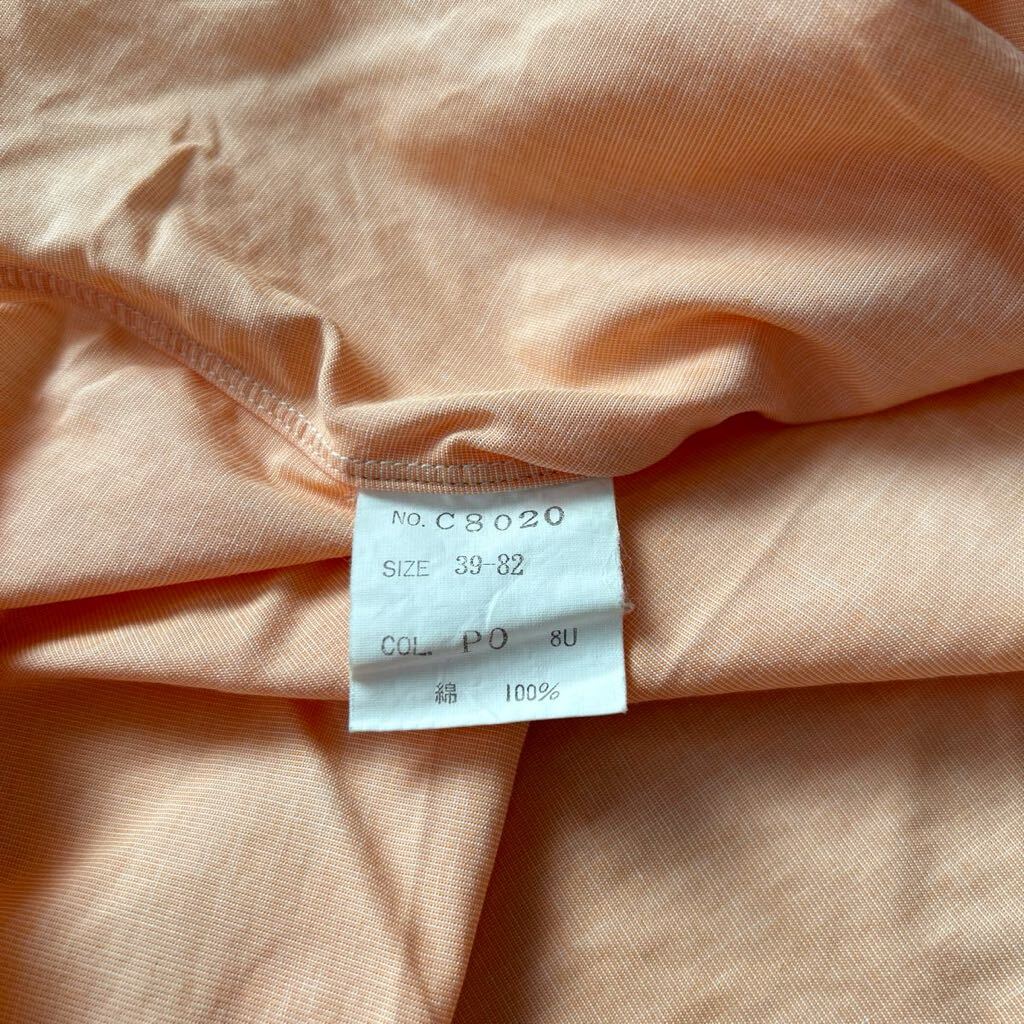 NO. C8020
SIZE 39-82
COL. PO 8U
綿 100%